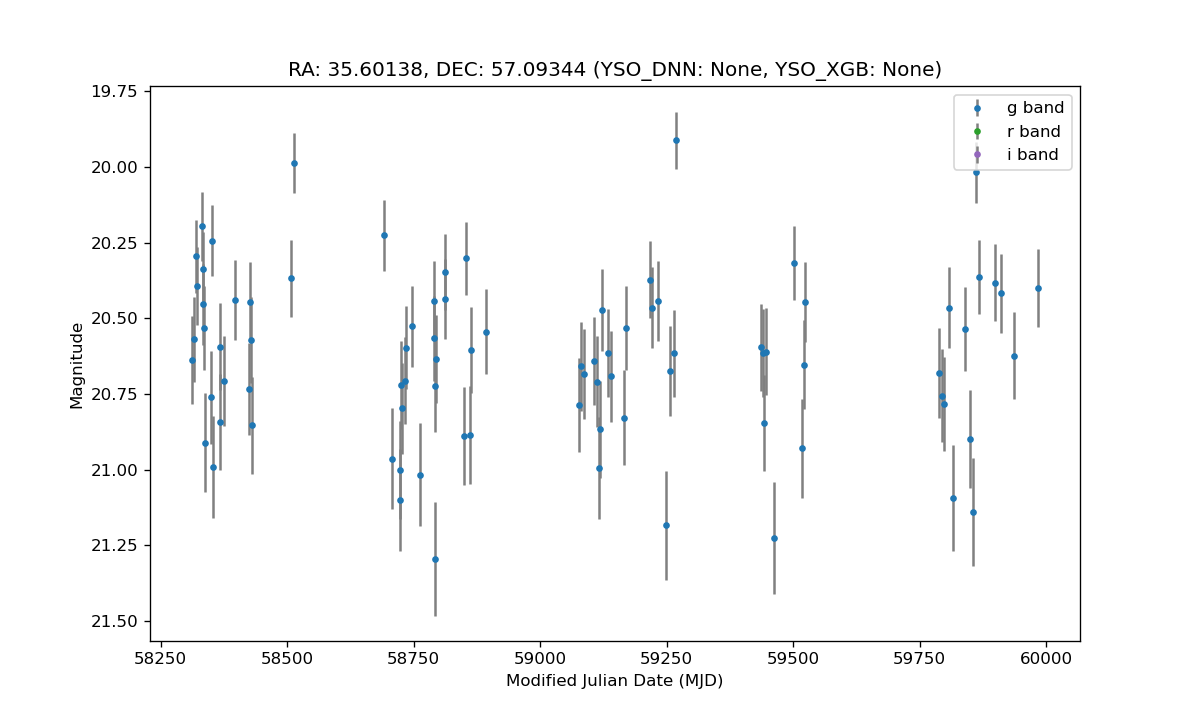 RA: 35.60138, DEC: 57.09344 (YSO_DNN: None, YSO_XGB: None)
19.75
20.00
20.25
20.50
20.75
21.00
21.25
21.50
Magnitude
g band
r band
i band
58250
58500
58750
59000
59250
59500
59750
60000
Modified Julian Date (MJD)